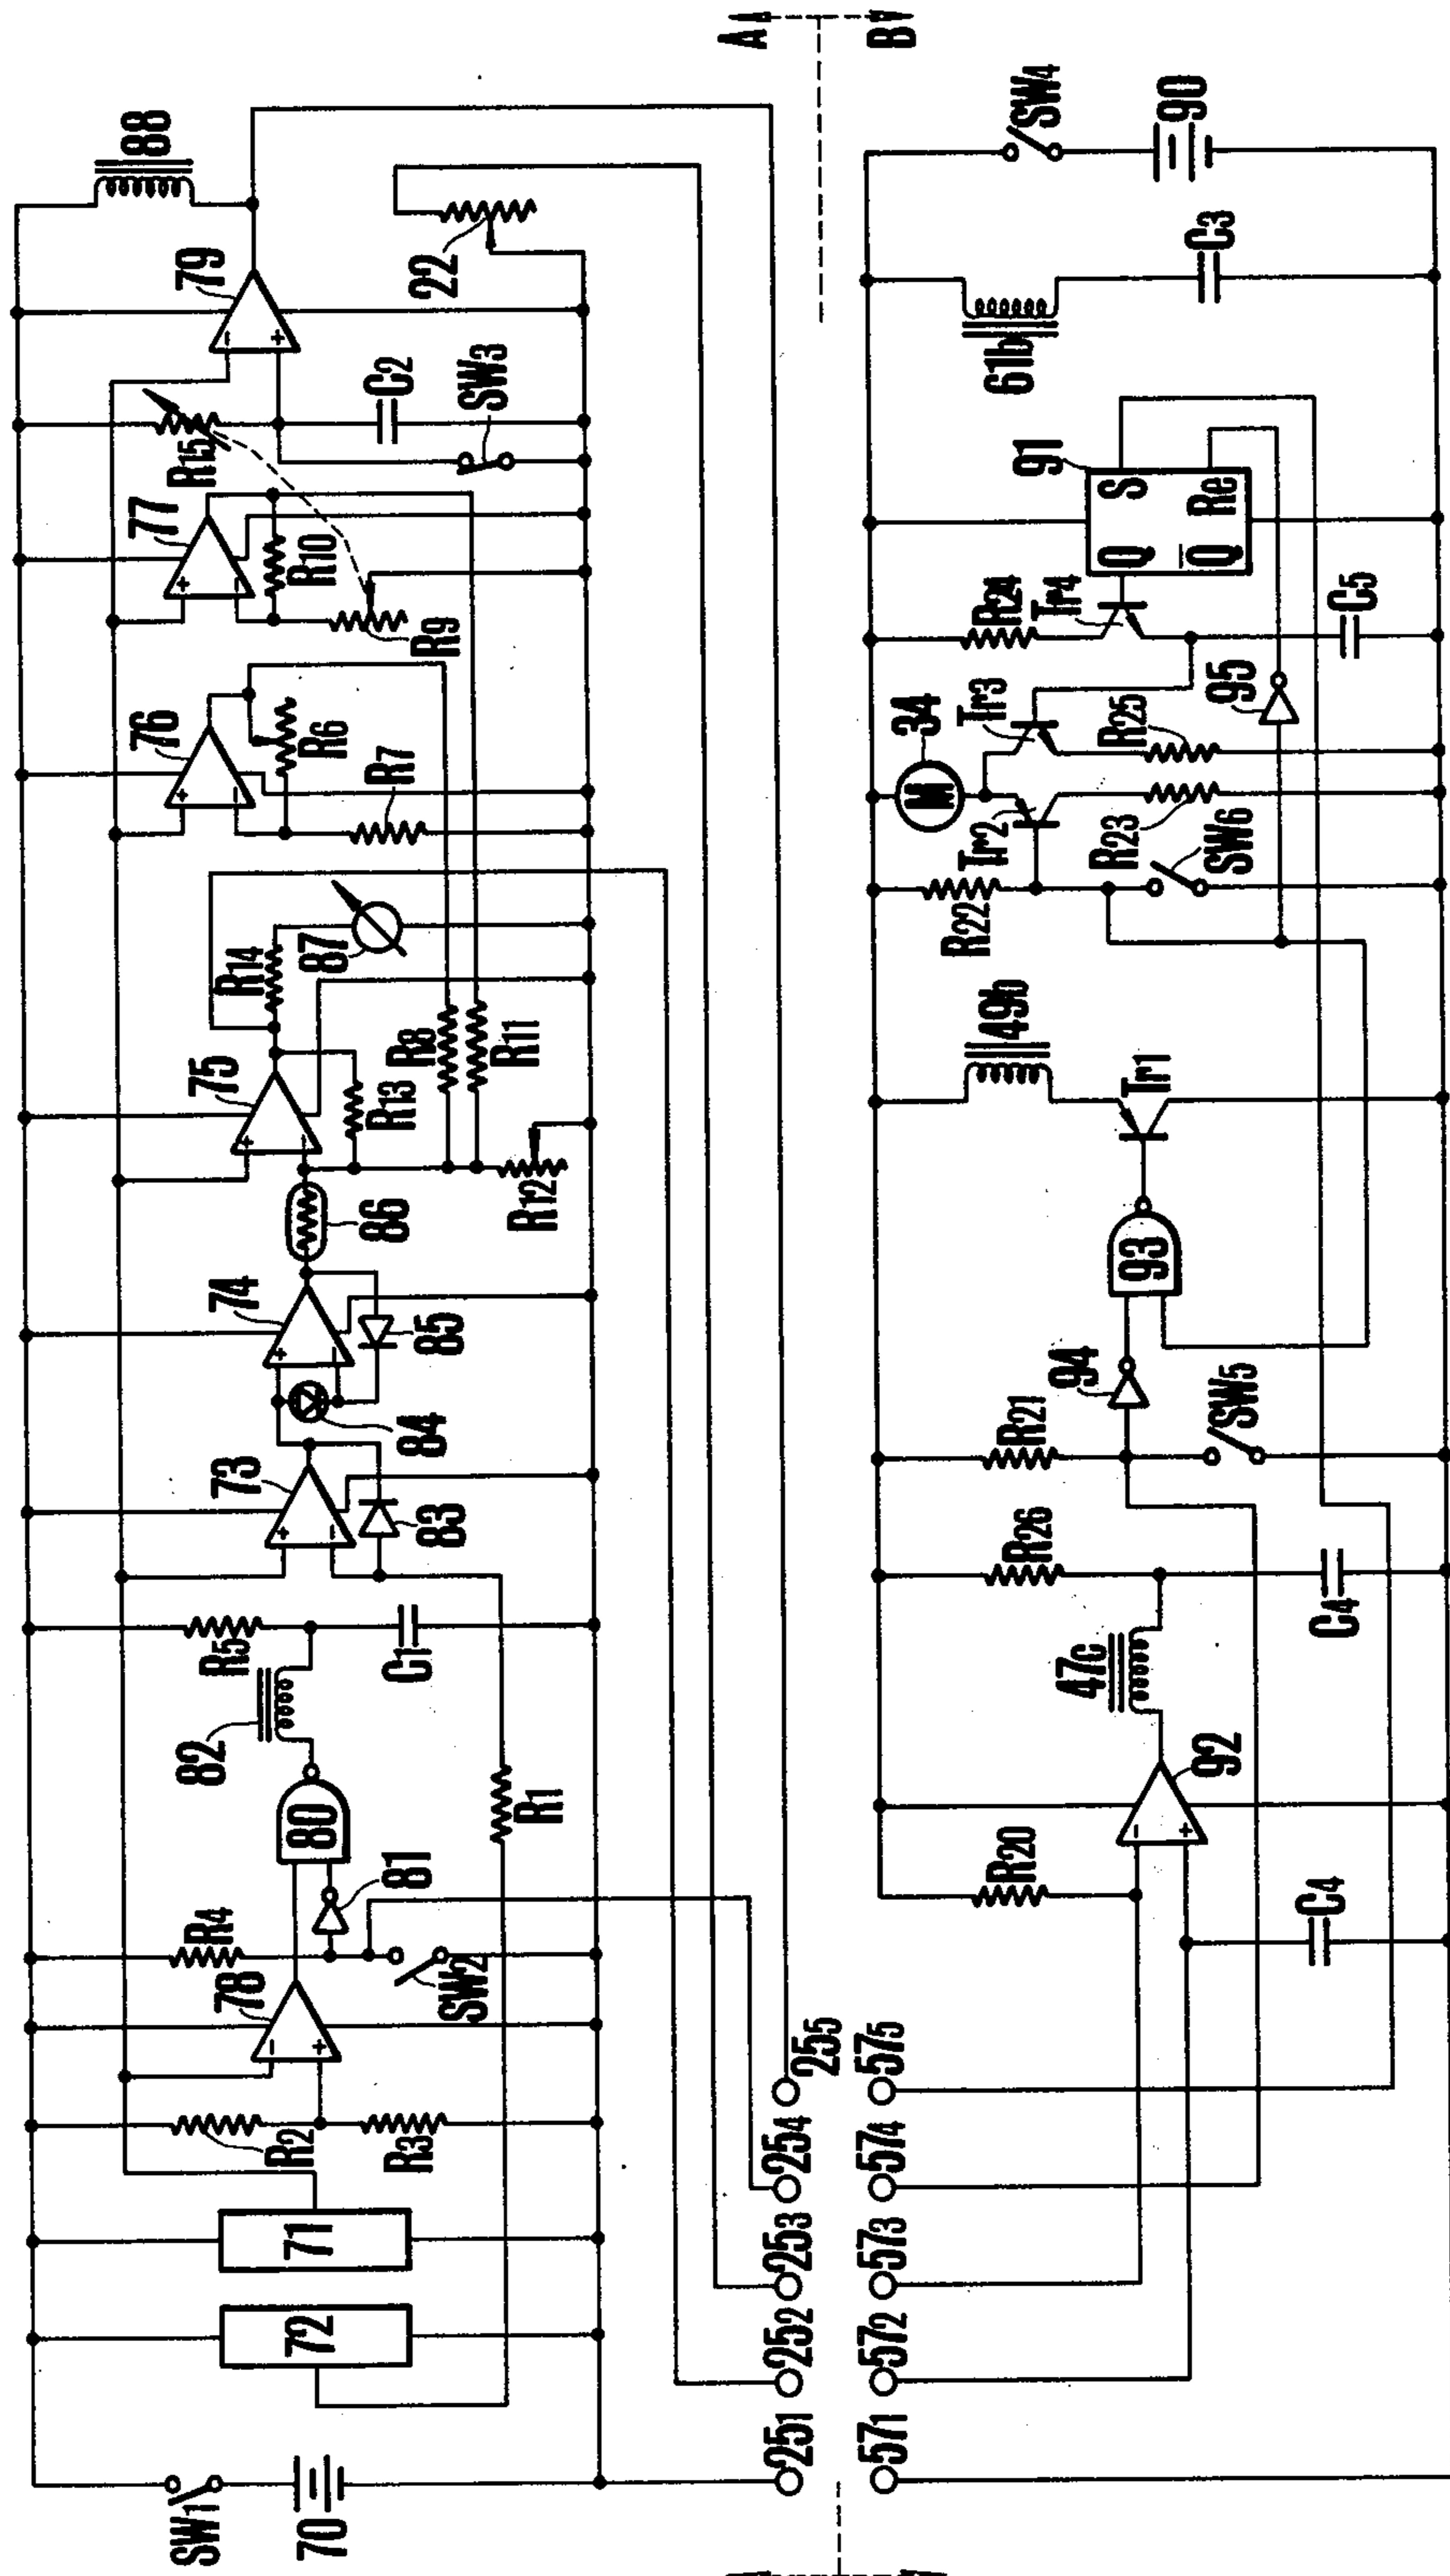 A
B
88
79
22
R15
C2
SW3
77
R10
R9
76
R6
R7
R14
87
75
R13
R8
R11
R12
86
74
85
84
73
83
R5
C1
82
R1
80
81
R4
78
SW2
R2
R3
71
72
SW1
70
251
252
253
254
255
571
572
573
574
575
SW4
90
61b
C3
91
S
Re
Q
Q̅
R24
Tr4
C5
95
34
M
Tr3
R25
Tr2
R22
R23
SW6
49b
Tr1
93
94
R21
SW5
R26
47c
C4
92
R20
C4